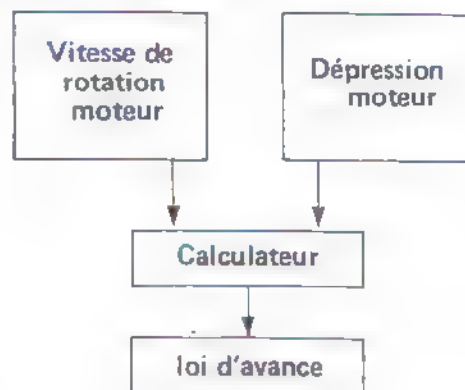 Vitesse de
rotation
moteur
Dépression
moteur
Calculateur
loi d'avance